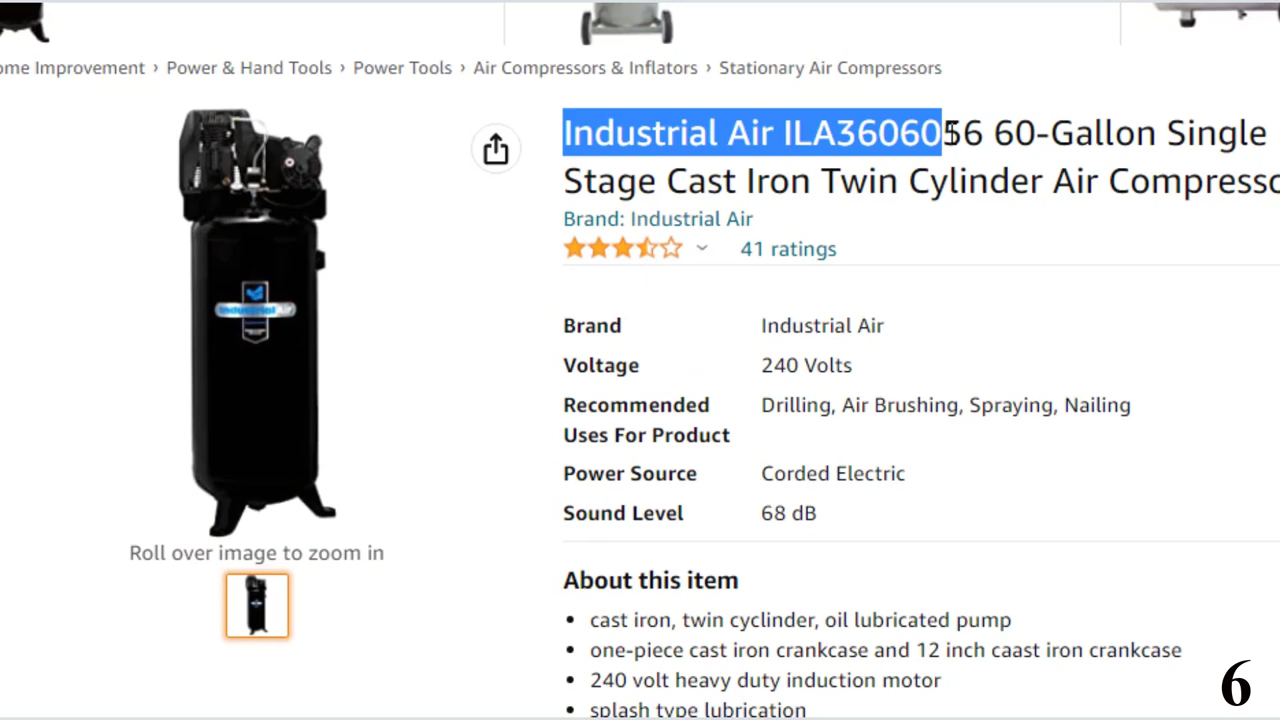 ome Improvement › Power & Hand Tools › Power Tools › Air Compressors & Inflators › Stationary Air Compressors
Industrial Air ILA3606056 60-Gallon Single
Stage Cast Iron Twin Cylinder Air Compresso
Brand: Industrial Air
41 ratings
Industrial Air
Brand Industrial Air
Voltage 240 Volts
Recommended Drilling, Air Brushing, Spraying, Nailing
Uses For Product
Power Source Corded Electric
Sound Level 68 dB
Roll over image to zoom in
About this item
• cast iron, twin cyclinder, oil lubricated pump
• one-piece cast iron crankcase and 12 inch caast iron crankcase
• 240 volt heavy duty induction motor
• splash type lubrication
6